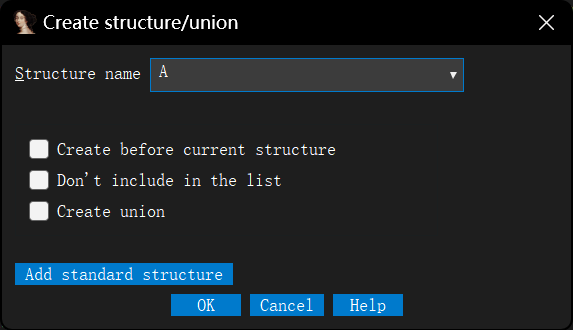 Create structure/union
Structure name A
Create before current structure
Don't include in the list
Create union
Add standard structure
OK Cancel Help